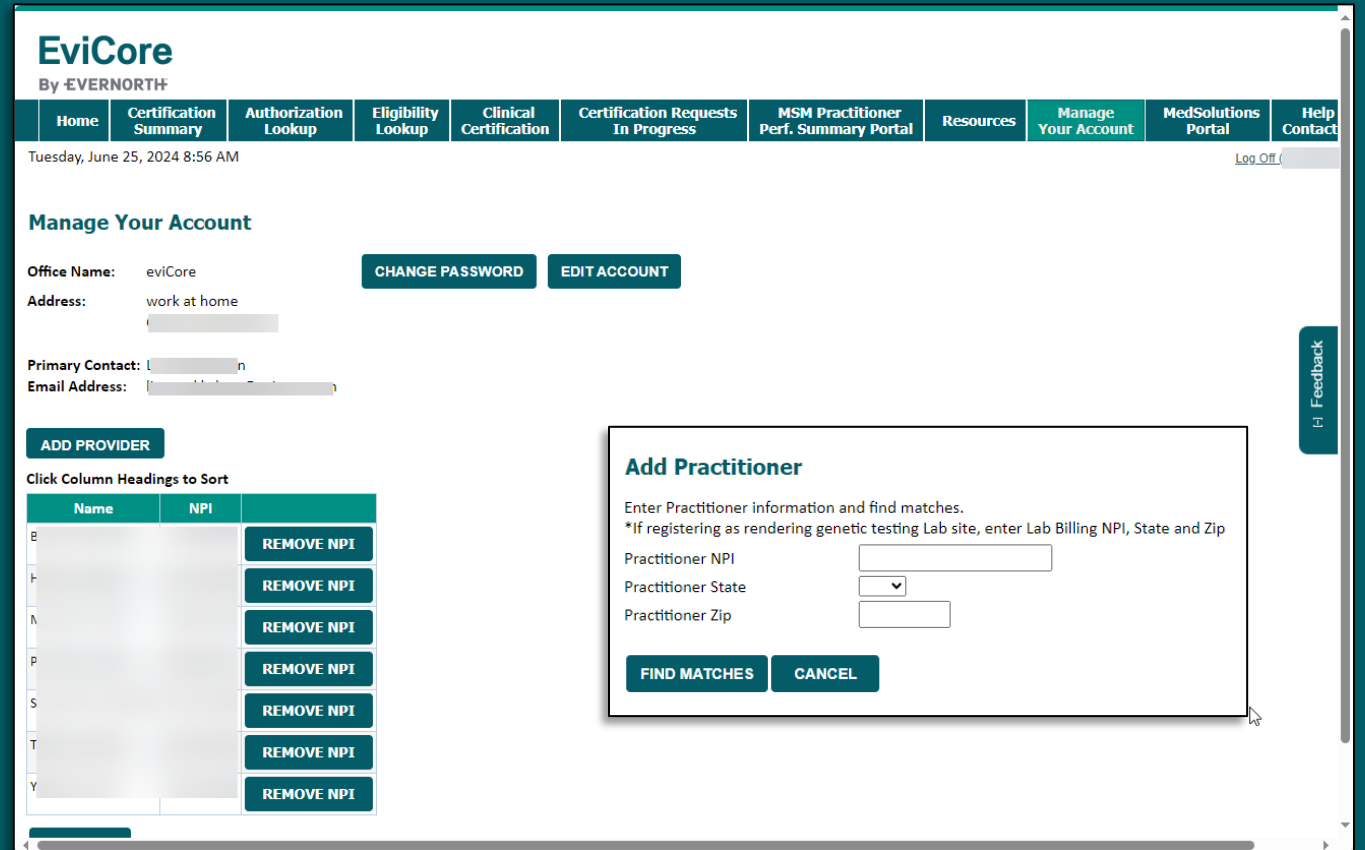 EviCore
By EVERNORTH
Home
Certification
Summary
Authorization
Lookup
Eligibility
Lookup
Clinical
Certification
Certification Requests
In Progress
MSM Practitioner
Perf. Summary Portal
Resources
Manage
Your Account
MedSolutions
Portal
Help
Contact
Tuesday, June 25, 2024 8:56 AM
Log Off (
Manage Your Account
Office Name: eviCore
CHANGE PASSWORD
EDIT ACCOUNT
Address: work at home
Primary Contact:
Email Address:
[-] Feedback
ADD PROVIDER
Click Column Headings to Sort
Name NPI
B REMOVE NPI
H REMOVE NPI
M REMOVE NPI
P REMOVE NPI
S REMOVE NPI
T REMOVE NPI
Y REMOVE NPI
Add Practitioner
Enter Practitioner information and find matches.
*If registering as rendering genetic testing Lab site, enter Lab Billing NPI, State and Zip
Practitioner NPI
Practitioner State
Practitioner Zip
FIND MATCHES
CANCEL